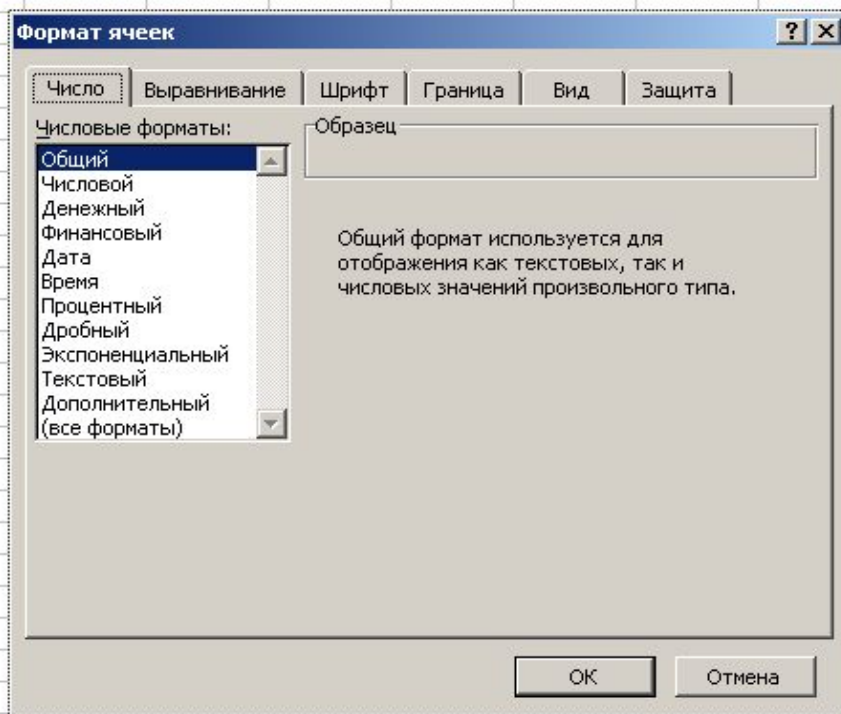 Формат ячеек
Число Выравнивание Шрифт Граница Вид Защита
Числовые форматы:
Общий
Числовой
Денежный
Финансовый
Дата
Время
Процентный
Дробный
Экспоненциальный
Текстовый
Дополнительный
(все форматы)
Образец
Общий формат используется для
отображения как текстовых, так и
числовых значений произвольного типа.
ОК Отмена